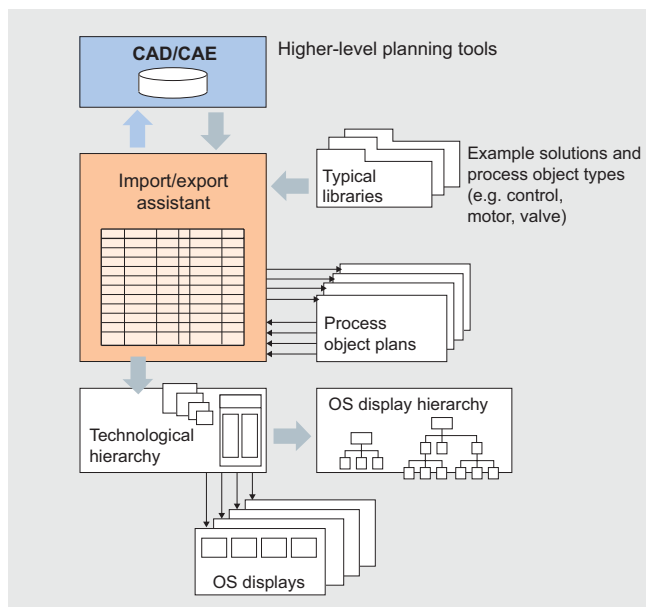 CAD/CAE
Higher-level planning tools
Import/export
assistant
Typical
libraries
Example solutions and
process object types
(e.g. control,
motor, valve)
Process
object plans
Technological
hierarchy
OS display hierarchy
OS displays